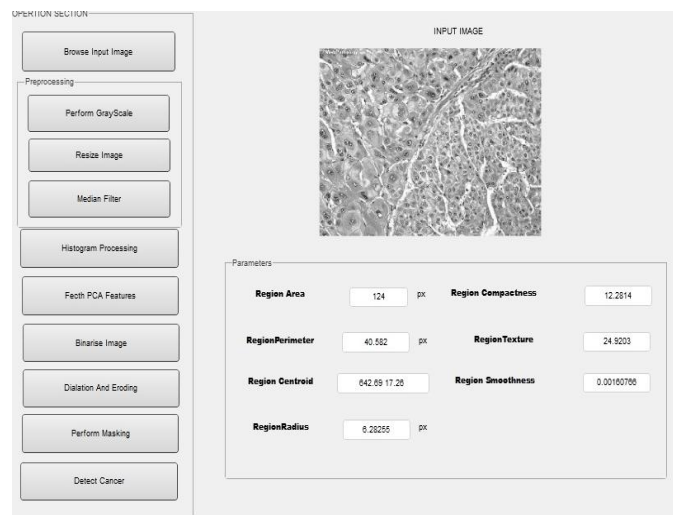 OPERTION SECTION
Browse Input Image
Preprocessing
Perform GrayScale
Resize Image
Median Filter
Histogram Processing
Fecth PCA Features
Binarise Image
Dialation And Eroding
Perform Masking
Detect Cancer
INPUT IMAGE
Parameters
Region Area 124 px Region Compactness 12.2814
RegionPerimeter 40.582 px RegionTexture 24.9203
Region Centroid 642.69 17.26 Region Smoothness 0.00160766
RegionRadius 6.28255 px